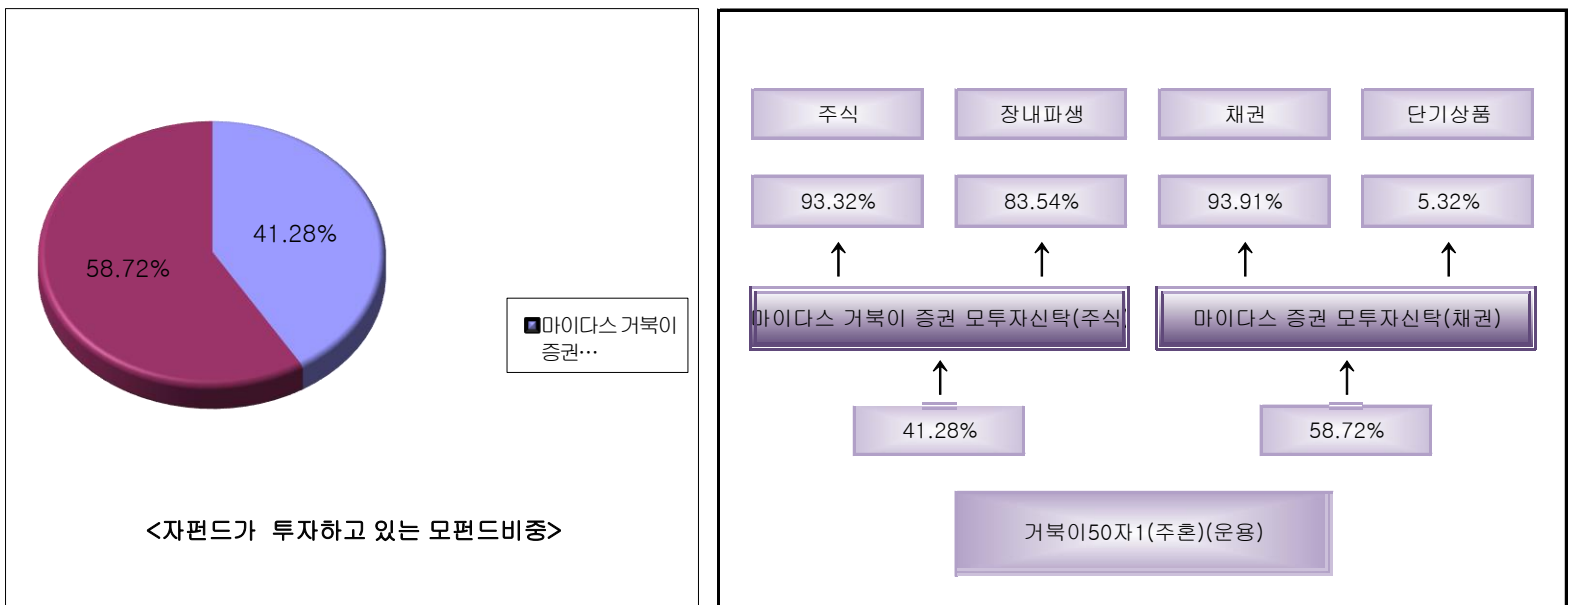 41.28%
58.72%
마이다스 거북이
증권…
<자펀드가 투자하고 있는 모펀드비중>
주식 장내파생 채권 단기상품
93.32% 83.54% 93.91% 5.32%
마이다스 거북이 증권 모투자신탁(주식) 마이다스 증권 모투자신탁(채권)
41.28% 58.72%
거북이50자1(주혼)(운용)